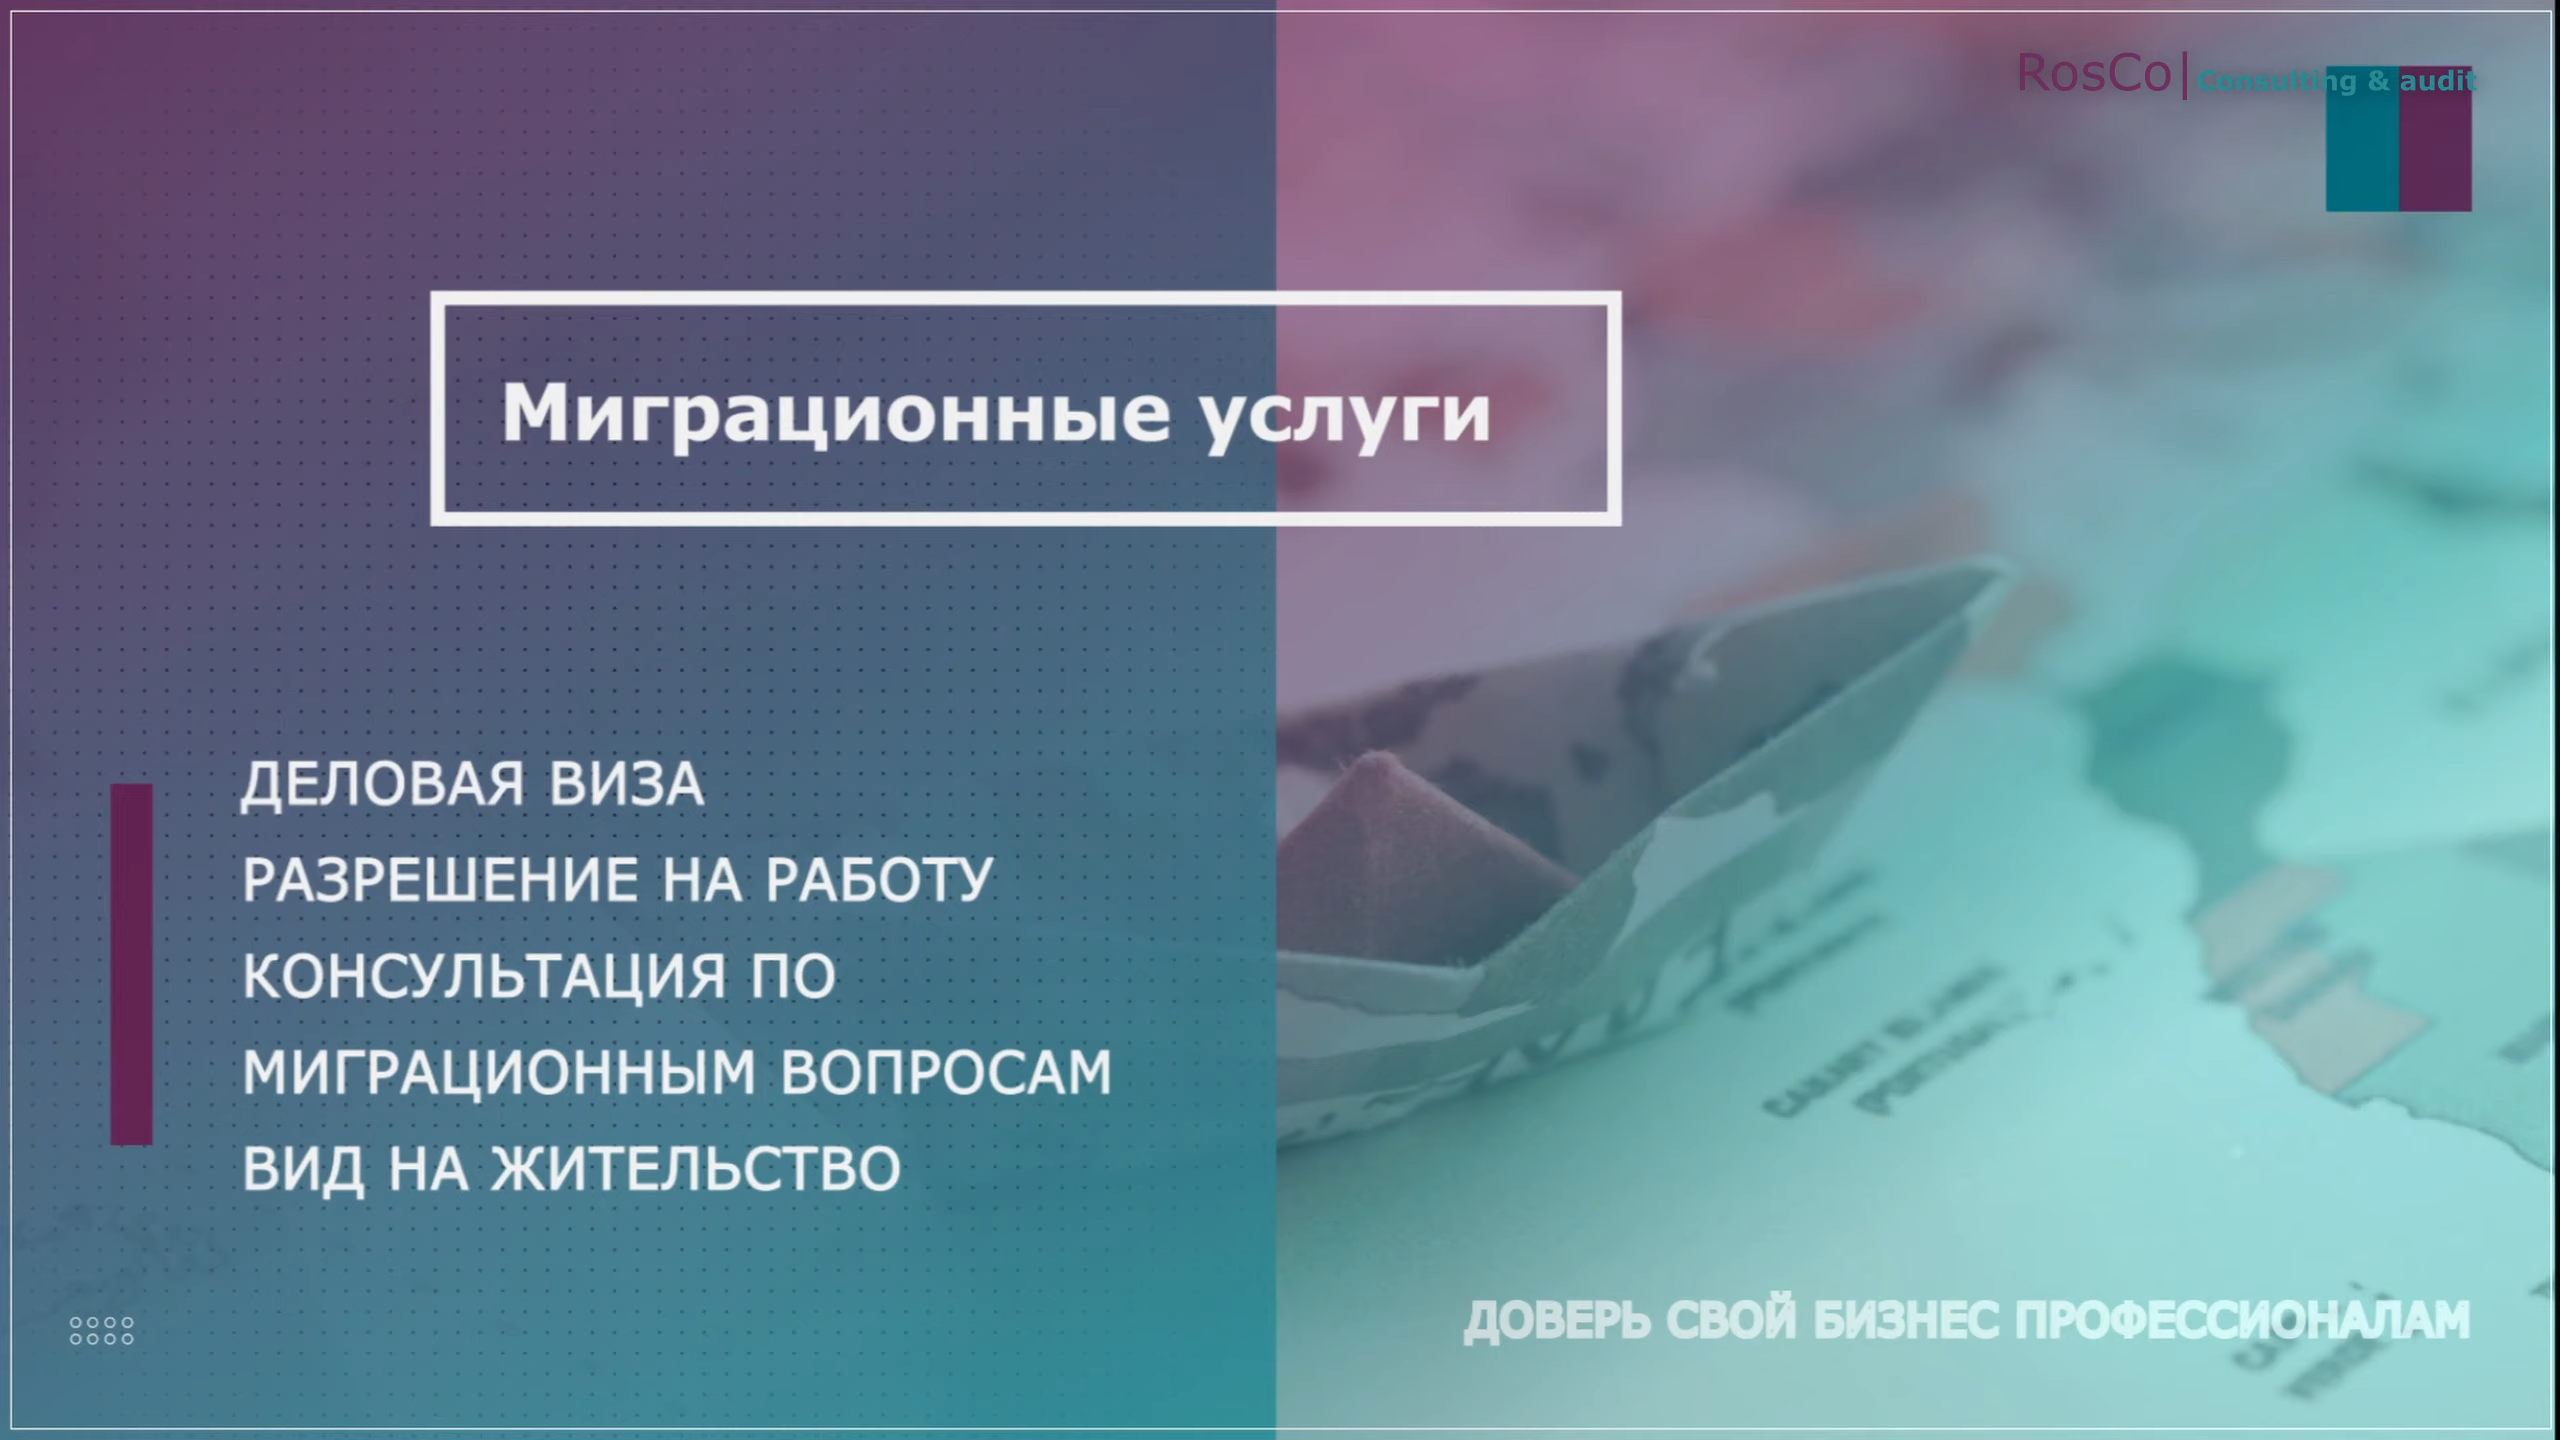 RosCo| Consulting & audit
Миграционные услуги
ДЕЛОВАЯ ВИЗА
РАЗРЕШЕНИЕ НА РАБОТУ
КОНСУЛЬТАЦИЯ ПО
МИГРАЦИОННЫМ ВОПРОСАМ
ВИД НА ЖИТЕЛЬСТВО
ДОВЕРЬ СВОЙ БИЗНЕС ПРОФЕССИОНАЛАМ